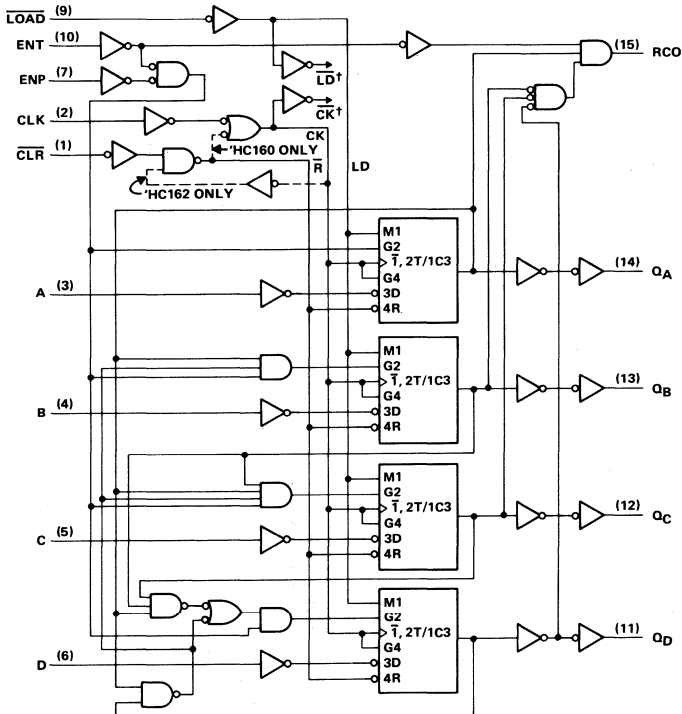 LOAD (9)
ENT (10)
(15) RCO
ENP (7)
LD†
CK†
CLK (2)
CK
CLR (1)
'HC160 ONLY
R
LD
'HC162 ONLY
M1
G2
1, 2T/1C3
G4
3D
4R
A (3)
(14) QA
M1
G2
1, 2T/1C3
G4
3D
4R
B (4)
(13) QB
M1
G2
1, 2T/1C3
G4
3D
4R
C (5)
(12) QC
M1
G2
1, 2T/1C3
G4
3D
4R
D (6)
(11) QD